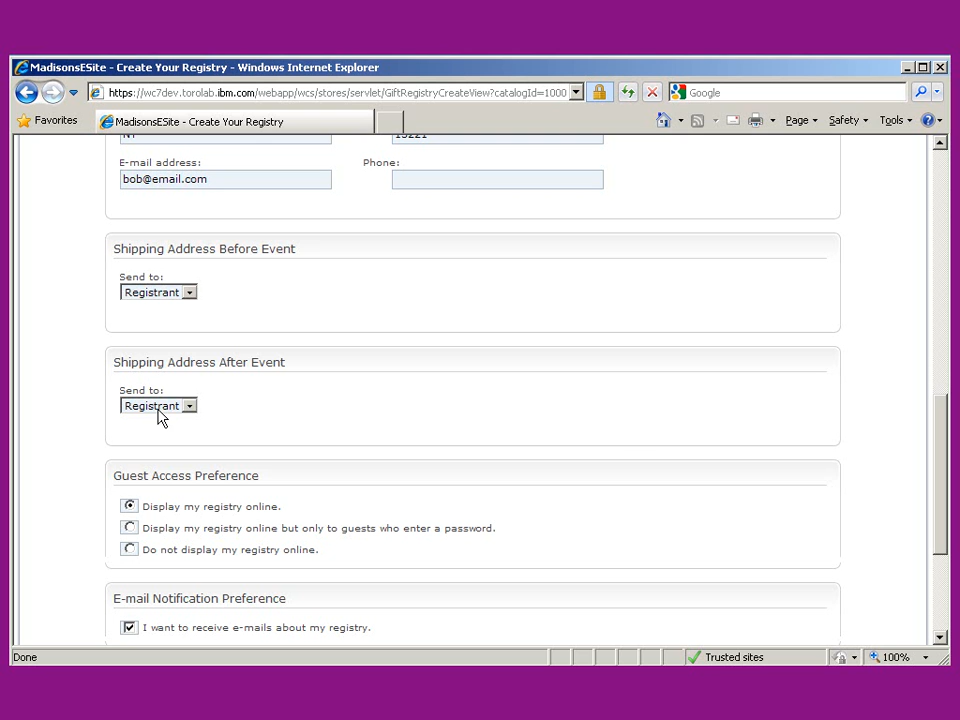 MadisonsESite - Create Your Registry - Windows Internet Explorer
https://wc7dev.torolab.ibm.com/webapp/wcs/stores/servlet/GiftRegistryCreateView?catalogId=1000
Google
Favorites
MadisonsESite - Create Your Registry
Page
Safety
Tools
E-mail address:
Phone:
bob@email.com
Shipping Address Before Event
Send to:
Registrant
Shipping Address After Event
Send to:
Registrant
Guest Access Preference
Display my registry online.
Display my registry online but only to guests who enter a password.
Do not display my registry online.
E-mail Notification Preference
I want to receive e-mails about my registry.
Done
Trusted sites
100%